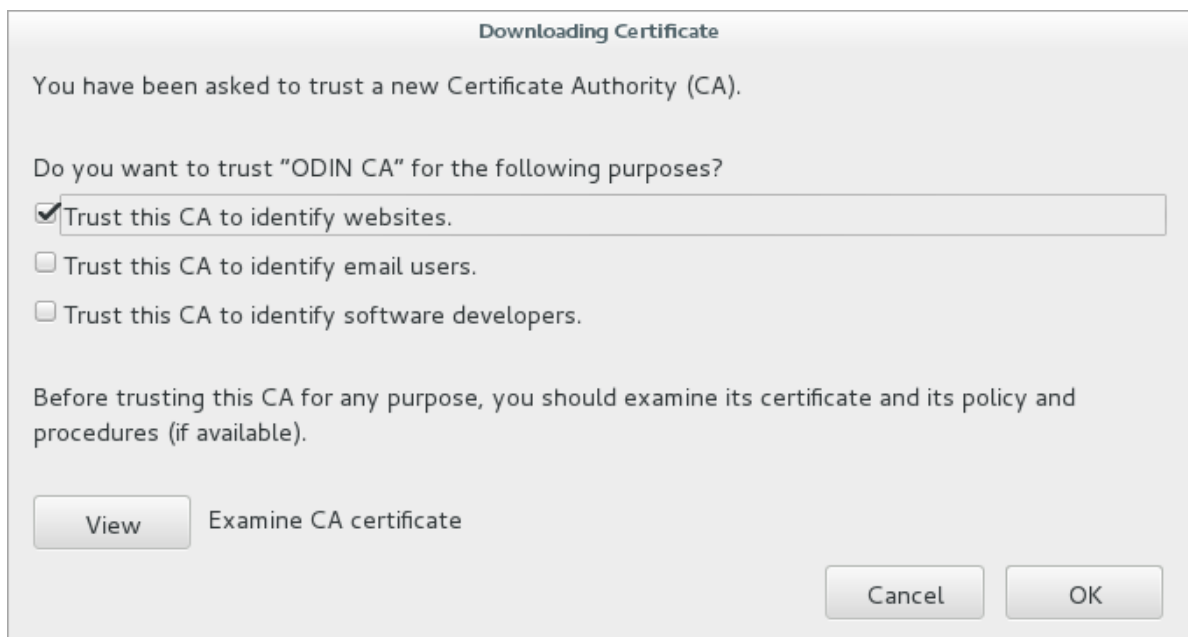 Downloading Certificate
You have been asked to trust a new Certificate Authority (CA).
Do you want to trust “ODIN CA” for the following purposes?
Trust this CA to identify websites.
Trust this CA to identify email users.
Trust this CA to identify software developers.
Before trusting this CA for any purpose, you should examine its certificate and its policy and
procedures (if available).
View Examine CA certificate
Cancel OK